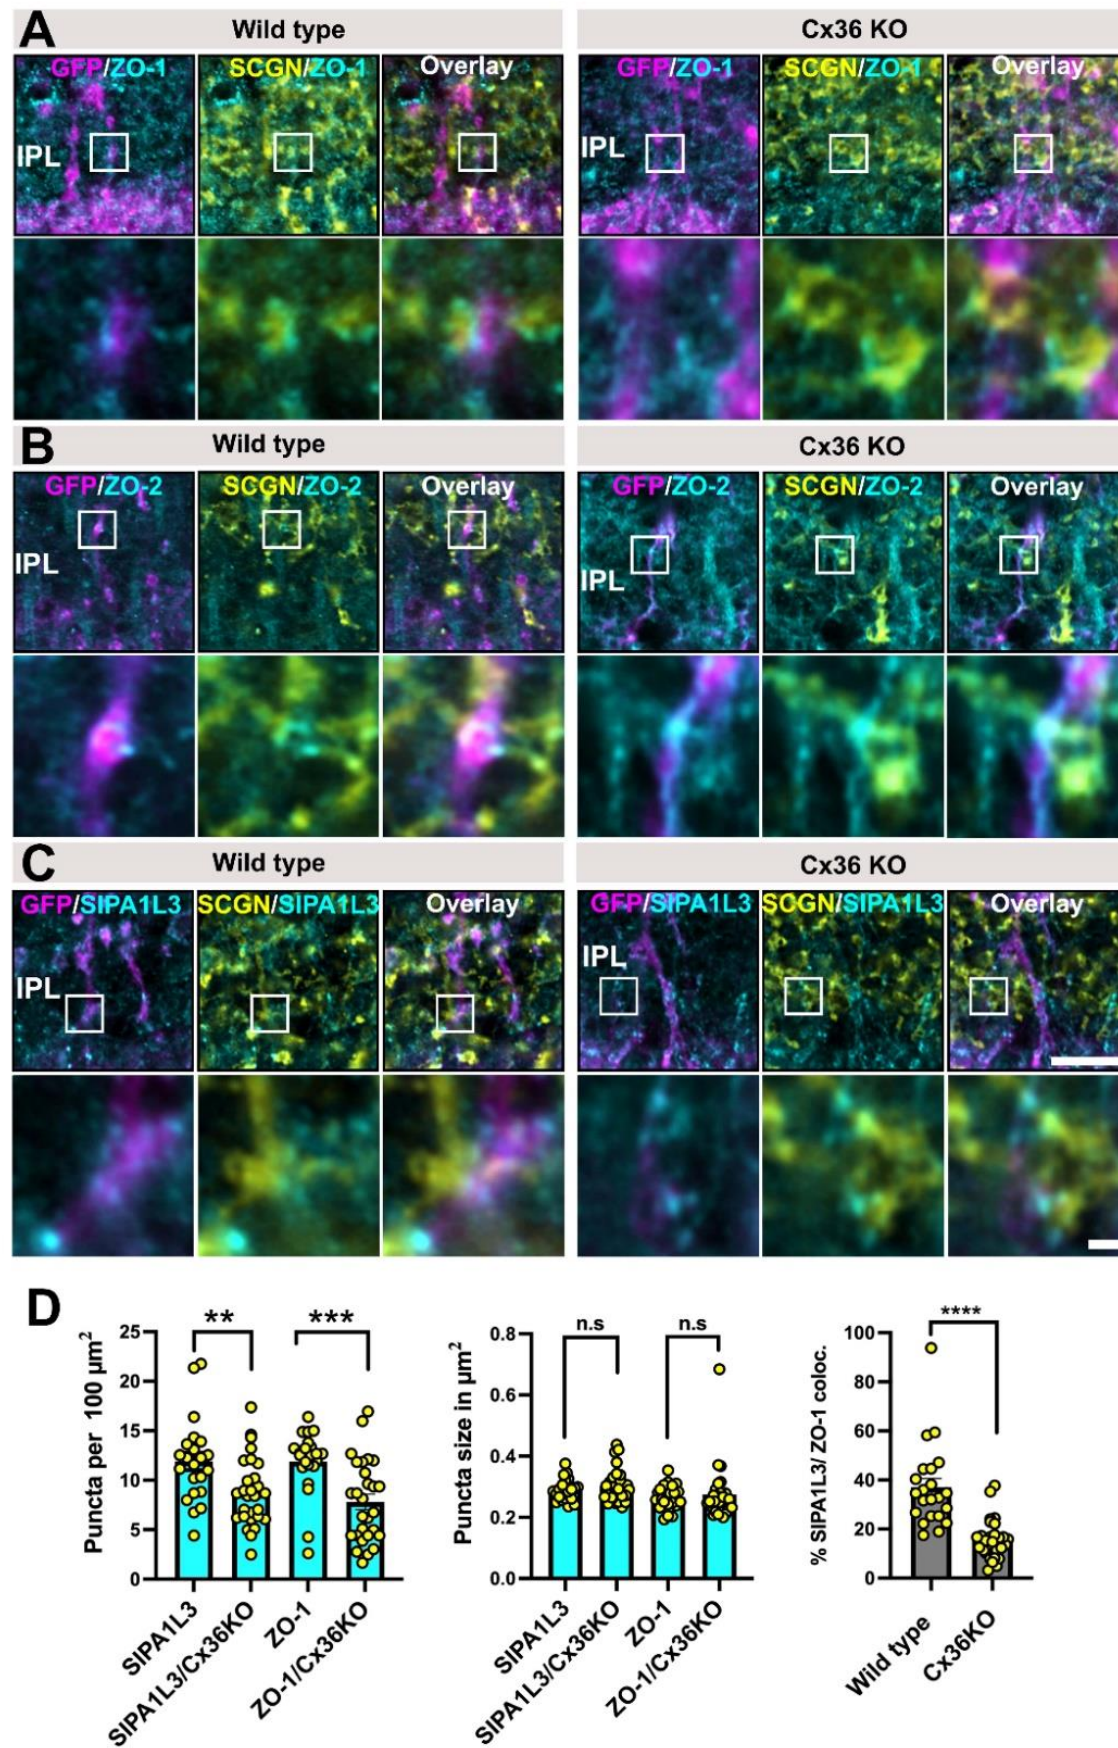 A
Wild type
Cx36 KO
GFP/ZO-1
SCGN/ZO-1
Overlay
GFP/ZO-1
SCGN/ZO-1
Overlay
IPL
IPL
B
Wild type
Cx36 KO
GFP/ZO-2
SCGN/ZO-2
Overlay
GFP/ZO-2
SCGN/ZO-2
Overlay
IPL
IPL
C
Wild type
Cx36 KO
GFP/SIPA1L3
SCGN/SIPA1L3
Overlay
GFP/SIPA1L3
SCGN/SIPA1L3
Overlay
IPL
IPL
D
Puncta per 100 µm²
25
20
15
10
5
0
**
***
SIPA1L3
SIPA1L3/Cx36KO
ZO-1
ZO-1/Cx36KO
Puncta size in µm²
0.8
0.6
0.4
0.2
0.0
n.s
n.s
SIPA1L3
SIPA1L3/Cx36KO
ZO-1
ZO-1/Cx36KO
% SIPA1L3/ ZO-1 coloc.
100
80
60
40
20
0
****
Wild type
Cx36KO